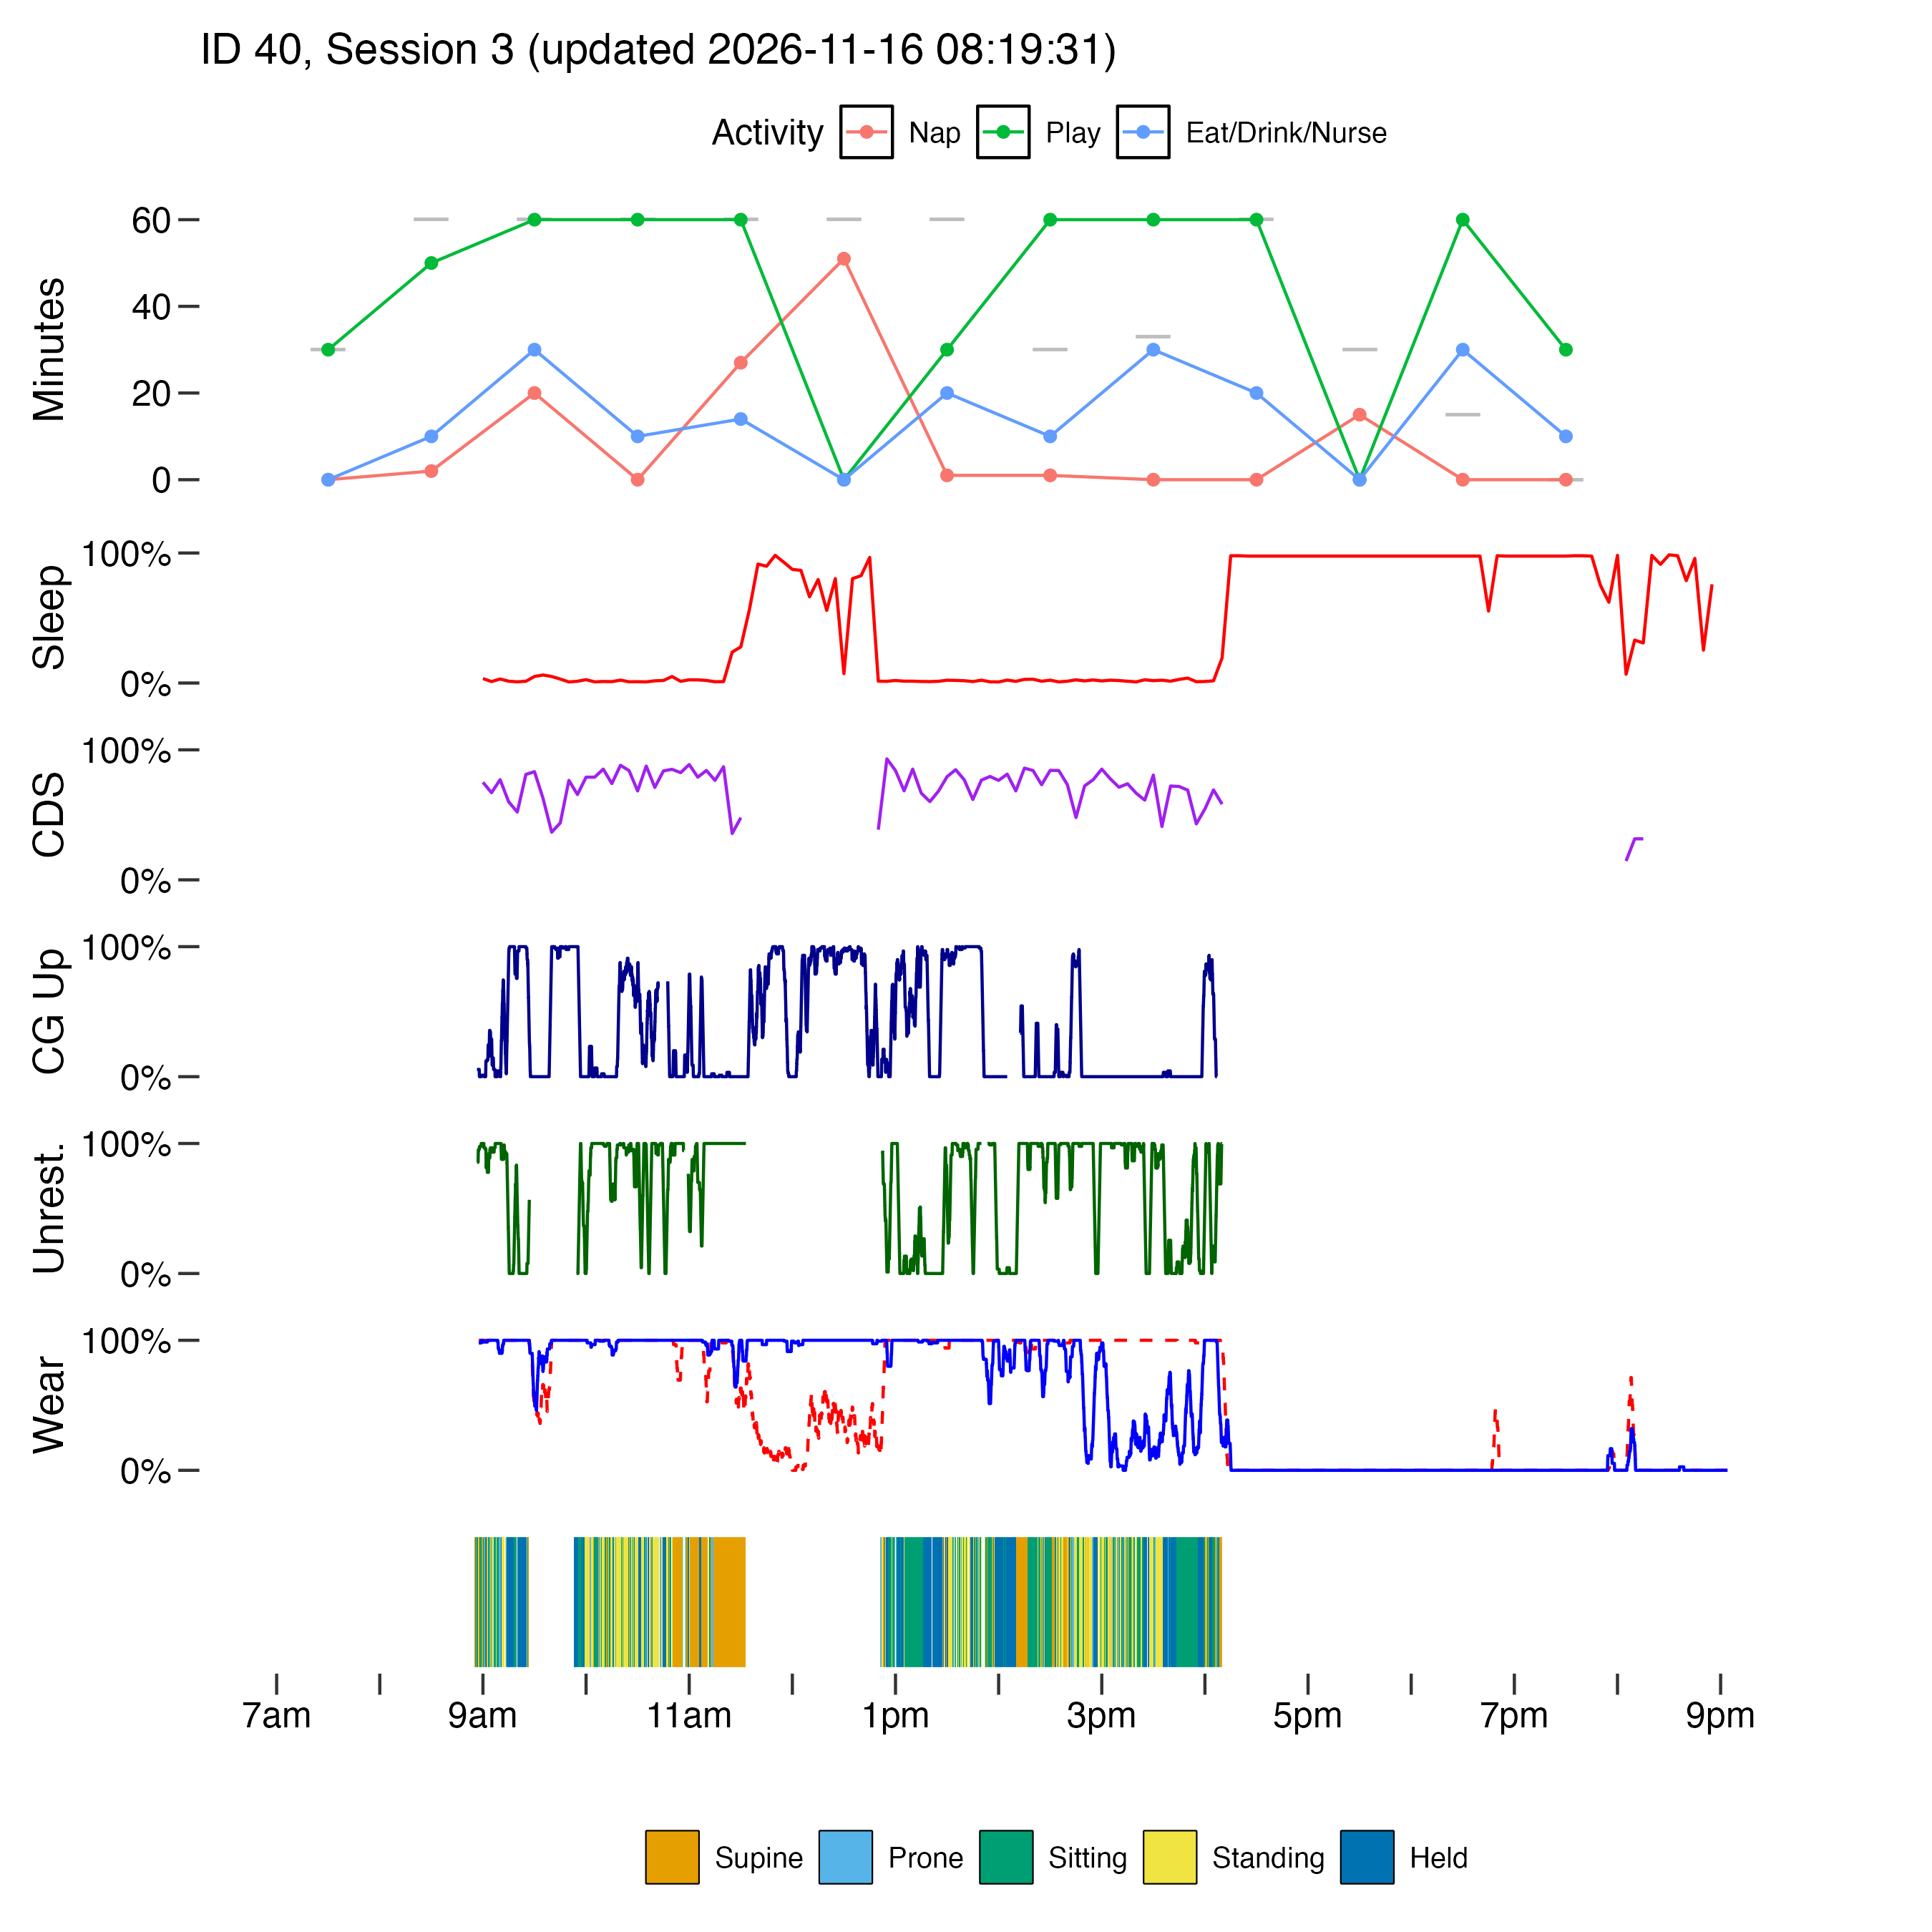 ID 40, Session 3 (updated 2026-11-16 08:19:31)
Activity Nap Play Eat/Drink/Nurse
Minutes
60
40
20
0
Sleep
100%
0%
CDS
100%
0%
CG Up
100%
0%
Unrest.
100%
0%
Wear
100%
0%
7am 9am 11am 1pm 3pm 5pm 7pm 9pm
Supine Prone Sitting Standing Held